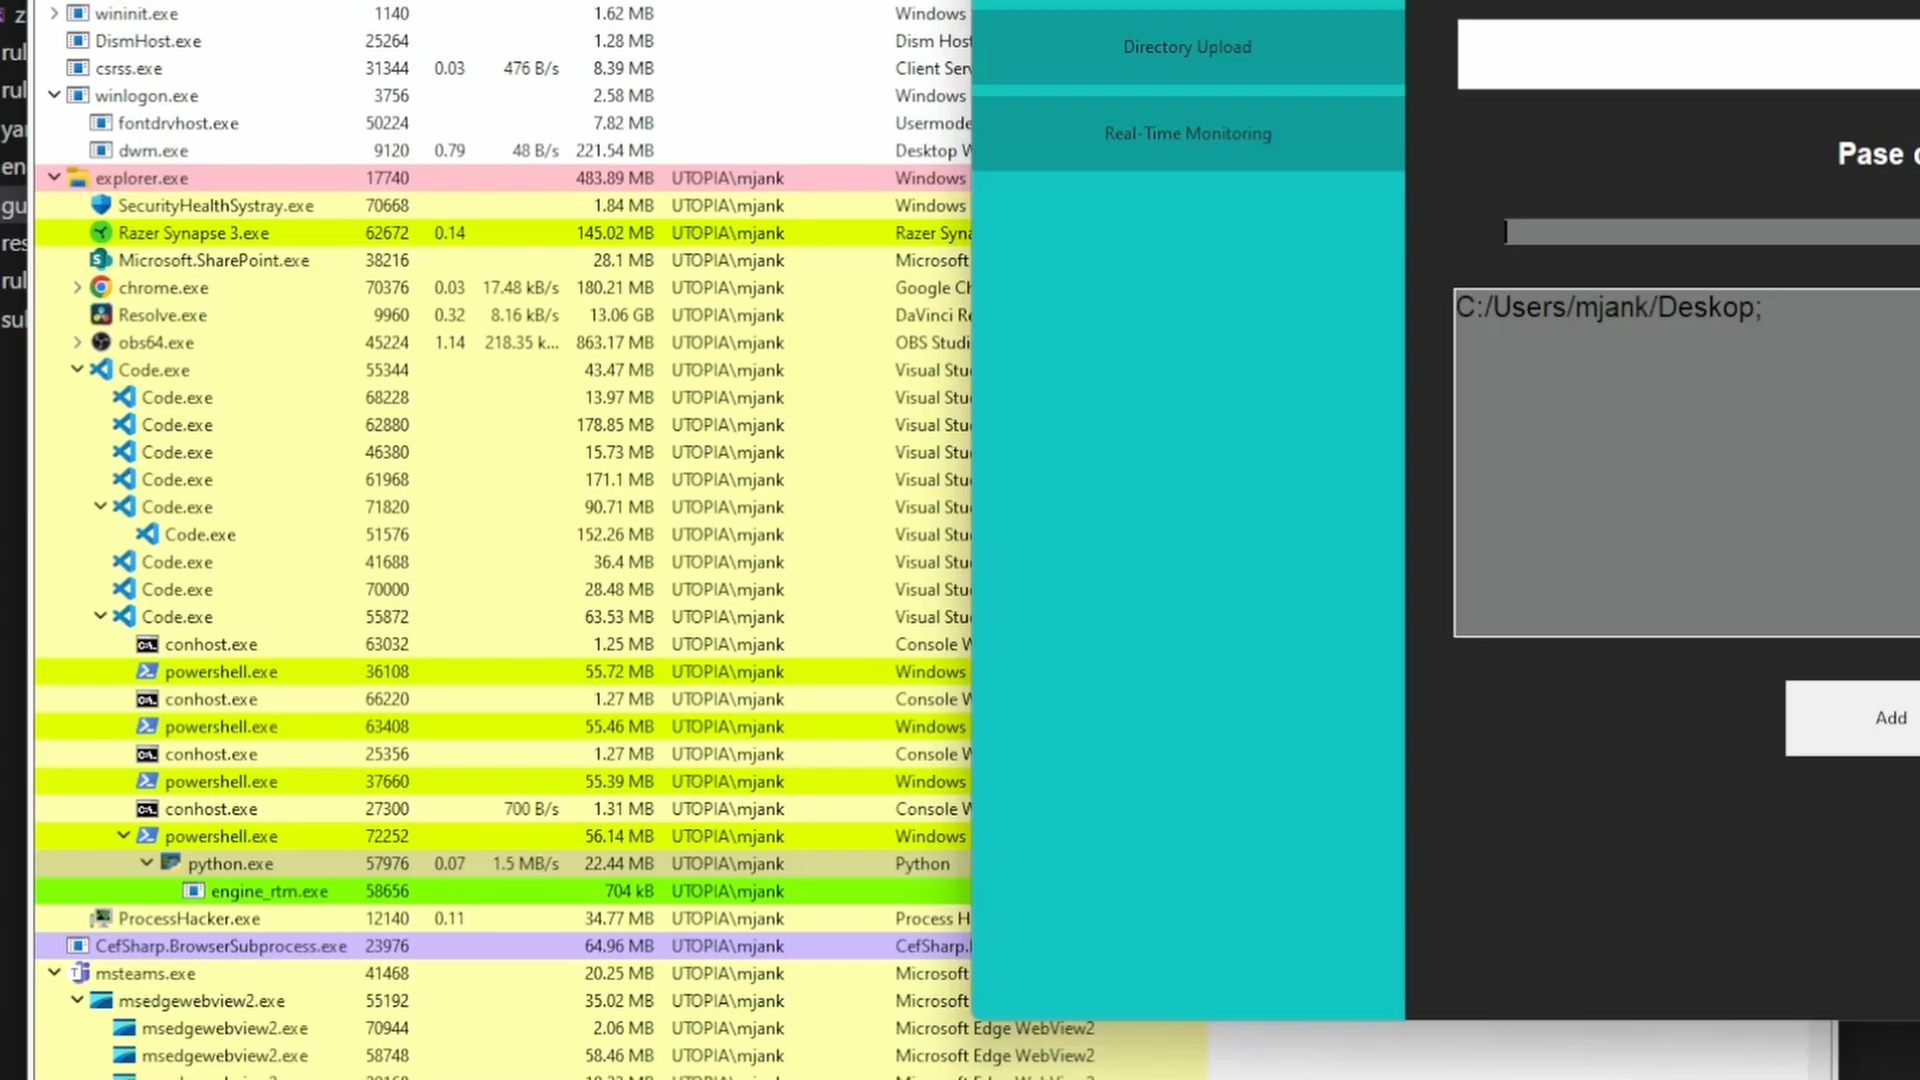 z
wininit.exe 1140 1.62 MB Windows
DismHost.exe 25264 1.28 MB Dism Host
rul
csrss.exe 31344 0.03 476 B/s 8.39 MB Client Serv
rul
winlogon.exe 3756 2.58 MB Windows
fontdrvhost.exe 50224 7.82 MB Usermode
yar
dwm.exe 9120 0.79 48 B/s 221.54 MB Desktop W
en
explorer.exe 17740 483.89 MB UTOPIA\mjank Windows
SecurityHealthSystray.exe 70668 1.84 MB UTOPIA\mjank Windows
gu
Razer Synapse 3.exe 62672 0.14 145.02 MB UTOPIA\mjank Razer Syna
res
Microsoft.SharePoint.exe 38216 28.1 MB UTOPIA\mjank Microsoft
rul
chrome.exe 70376 0.03 17.48 kB/s 180.21 MB UTOPIA\mjank Google Ch
Resolve.exe 9960 0.32 8.16 kB/s 13.06 GB UTOPIA\mjank DaVinci Re
sul
obs64.exe 45224 1.14 218.35 k... 863.17 MB UTOPIA\mjank OBS Studi
Code.exe 55344 43.47 MB UTOPIA\mjank Visual Stu
Code.exe 68228 13.97 MB UTOPIA\mjank Visual Stu
Code.exe 62880 178.85 MB UTOPIA\mjank Visual Stu
Code.exe 46380 15.73 MB UTOPIA\mjank Visual Stu
Code.exe 61968 171.1 MB UTOPIA\mjank Visual Stu
Code.exe 71820 90.71 MB UTOPIA\mjank Visual Stu
Code.exe 51576 152.26 MB UTOPIA\mjank Visual Stu
Code.exe 41688 36.4 MB UTOPIA\mjank Visual Stu
Code.exe 70000 28.48 MB UTOPIA\mjank Visual Stu
Code.exe 55872 63.53 MB UTOPIA\mjank Visual Stu
conhost.exe 63032 1.25 MB UTOPIA\mjank Console W
powershell.exe 36108 55.72 MB UTOPIA\mjank Windows
conhost.exe 66220 1.27 MB UTOPIA\mjank Console W
powershell.exe 63408 55.46 MB UTOPIA\mjank Windows
conhost.exe 25356 1.27 MB UTOPIA\mjank Console W
powershell.exe 37660 55.39 MB UTOPIA\mjank Windows
conhost.exe 27300 700 B/s 1.31 MB UTOPIA\mjank Console W
powershell.exe 72252 56.14 MB UTOPIA\mjank Windows
python.exe 57976 0.07 1.5 MB/s 22.44 MB UTOPIA\mjank Python
engine_rtm.exe 58656 704 kB UTOPIA\mjank
ProcessHacker.exe 12140 0.11 34.77 MB UTOPIA\mjank Process H
CefSharp.BrowserSubprocess.exe 23976 64.96 MB UTOPIA\mjank CefSharp.
msteams.exe 41468 20.25 MB UTOPIA\mjank Microsoft
msedgewebview2.exe 55192 35.02 MB UTOPIA\mjank Microsoft
msedgewebview2.exe 70944 2.06 MB UTOPIA\mjank Microsoft Edge WebView2
msedgewebview2.exe 58748 58.46 MB UTOPIA\mjank Microsoft Edge WebView2
Directory Upload
Real-Time Monitoring
Pase
C:/Users/mjank/Deskop;
Add